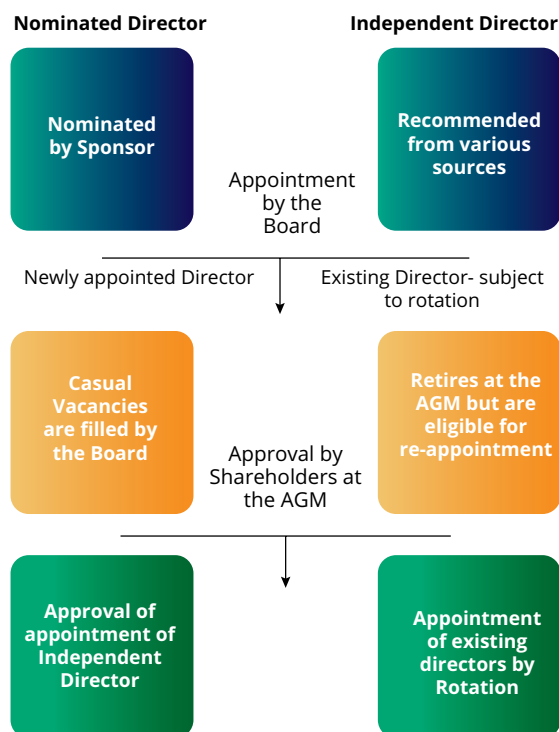 Nominated Director
Independent Director
Nominated
by Sponsor
Recommended
from various
sources
Appointment
by the
Board
Newly appointed Director
Existing Director- subject
to rotation
Casual
Vacancies
are filled by
the Board
Retires at the
AGM but are
eligible for
re-appointment
Approval by
Shareholders at
the AGM
Approval of
appointment of
Independent
Director
Appointment
of existing
directors by
Rotation